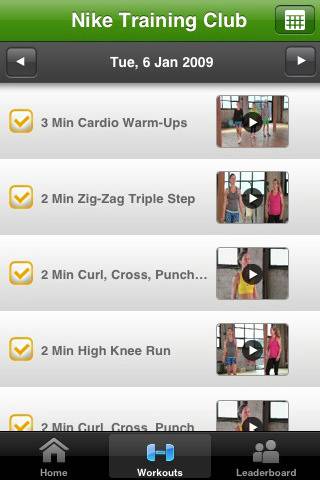 Nike Training Club
Tue, 6 Jan 2009
3 Min Cardio Warm-Ups
2 Min Zig-Zag Triple Step
2 Min Curl, Cross, Punch...
2 Min High Knee Run
2 Min Curl, Cross, Punch
Home
Workouts
Leaderboard